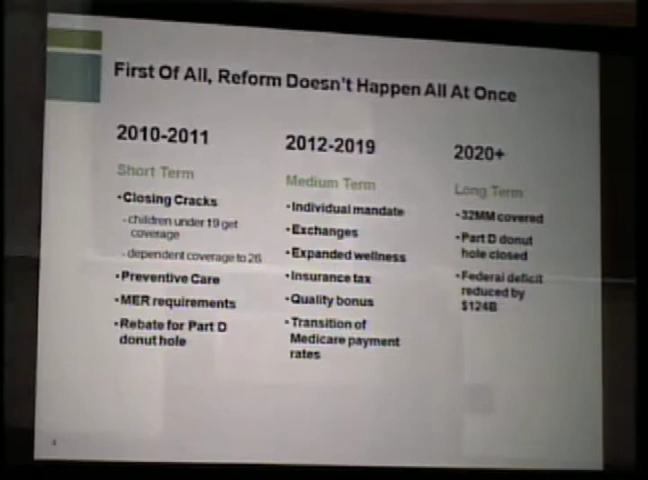 First Of All, Reform Doesn't Happen All At Once
2010-2011
Short Term
•Closing Cracks
-children under 19 get
coverage
-dependent coverage to 26
•Preventive Care
•MER requirements
•Rebate for Part D
donut hole
2012-2019
Medium Term
•Individual mandate
•Exchanges
•Expanded wellness
•Insurance tax
•Quality bonus
•Transition of
Medicare payment
rates
2020+
Long Term
•32MM covered
•Part D donut
hole closed
•Federal deficit
reduced by
$124B